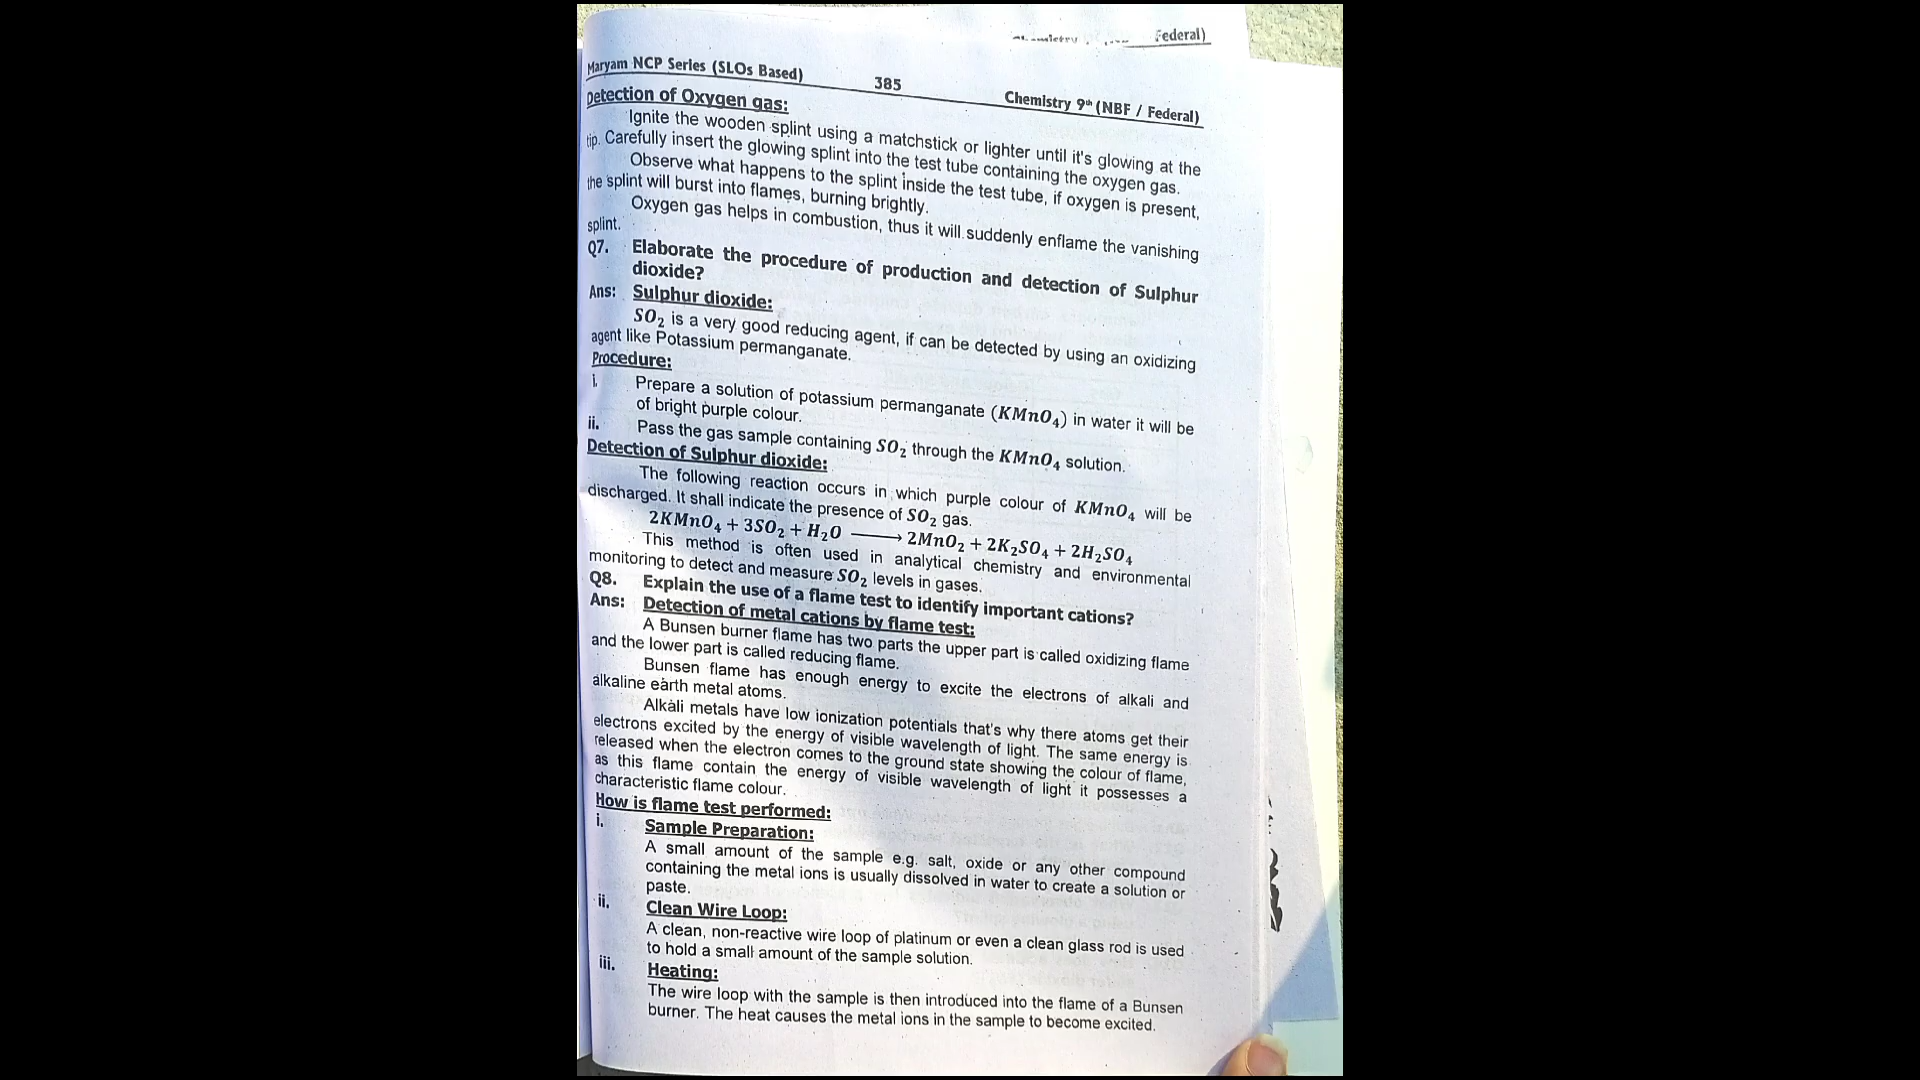 Federal)
Maryam NCP Series (SLOs Based) 385 Chemistry 9th (NBF / Federal)
Detection of Oxygen gas:
Ignite the wooden splint using a matchstick or lighter until it's glowing at the
tip. Carefully insert the glowing splint into the test tube containing the oxygen gas.
Observe what happens to the splint inside the test tube, if oxygen is present,
the splint will burst into flames, burning brightly.
Oxygen gas helps in combustion, thus it will suddenly enflame the vanishing
splint.
Q7. Elaborate the procedure of production and detection of Sulphur
dioxide?
Ans: Sulphur dioxide:
SO₂ is a very good reducing agent, if can be detected by using an oxidizing
agent like Potassium permanganate.
Procedure:
i. Prepare a solution of potassium permanganate (KMnO₄) in water it will be
of bright purple colour.
ii. Pass the gas sample containing SO₂ through the KMnO₄ solution.
Detection of Sulphur dioxide:
The following reaction occurs in which purple colour of KMnO₄ will be
discharged. It shall indicate the presence of SO₂ gas.
2KMnO₄ + 3SO₂ + H₂O ⟶ 2MnO₂ + 2K₂SO₄ + 2H₂SO₄
This method is often used in analytical chemistry and environmental
monitoring to detect and measure SO₂ levels in gases.
Q8. Explain the use of a flame test to identify important cations?
Ans: Detection of metal cations by flame test:
A Bunsen burner flame has two parts the upper part is called oxidizing flame
and the lower part is called reducing flame.
Bunsen flame has enough energy to excite the electrons of alkali and
alkaline earth metal atoms.
Alkali metals have low ionization potentials that's why there atoms get their
electrons excited by the energy of visible wavelength of light. The same energy is
released when the electron comes to the ground state showing the colour of flame,
as this flame contain the energy of visible wavelength of light it possesses a
characteristic flame colour.
How is flame test performed:
i. Sample Preparation:
A small amount of the sample e.g. salt, oxide or any other compound
containing the metal ions is usually dissolved in water to create a solution or
paste.
ii. Clean Wire Loop:
A clean, non-reactive wire loop of platinum or even a clean glass rod is used
to hold a small amount of the sample solution.
iii. Heating:
The wire loop with the sample is then introduced into the flame of a Bunsen
burner. The heat causes the metal ions in the sample to become excited.